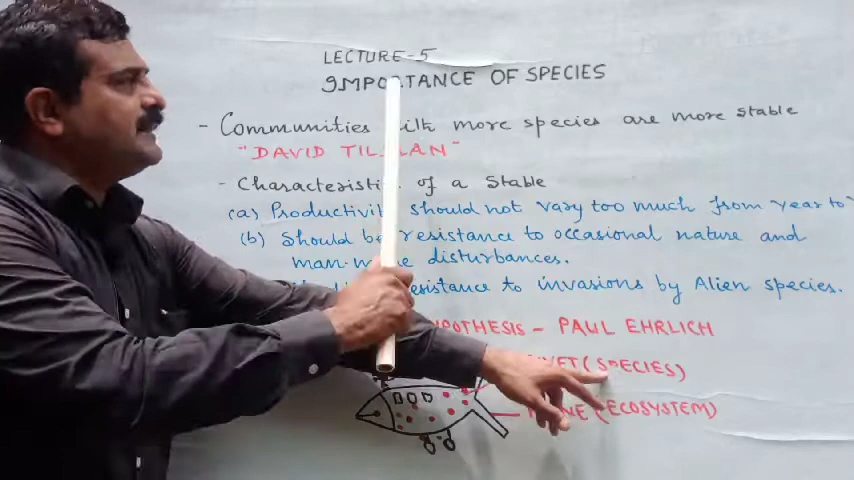 LECTURE-5
IMPORTANCE OF SPECIES
- Communities with more species are more stable
"DAVID TILMAN"
- Characteristics of a Stable
(a) Productivity should not vary too much from year to
(b) Should be resistance to occasional nature and
man-made disturbances.
resistance to invasions by Alien species.
HYPOTHESIS - PAUL EHRLICH
(SPECIES)
(ECOSYSTEM)